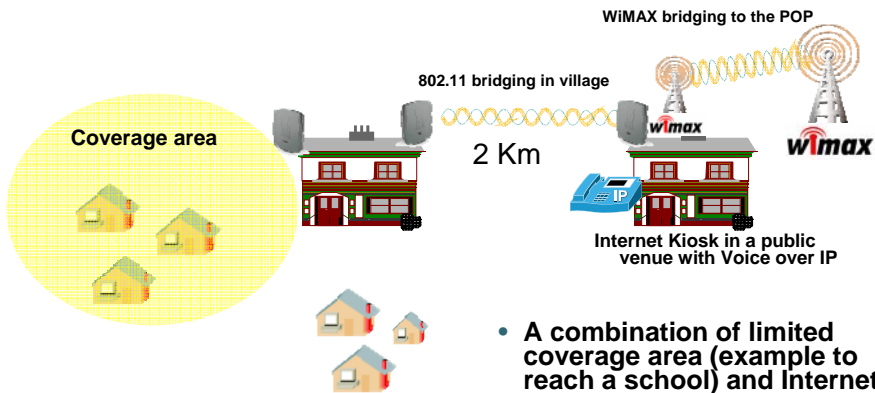 WiMAX bridging to the POP
802.11 bridging in village
Coverage area
wimax
wimax
2 Km
IP
Internet Kiosk in a public
venue with Voice over IP
• A combination of limited
coverage area (example to
reach a school) and Internet